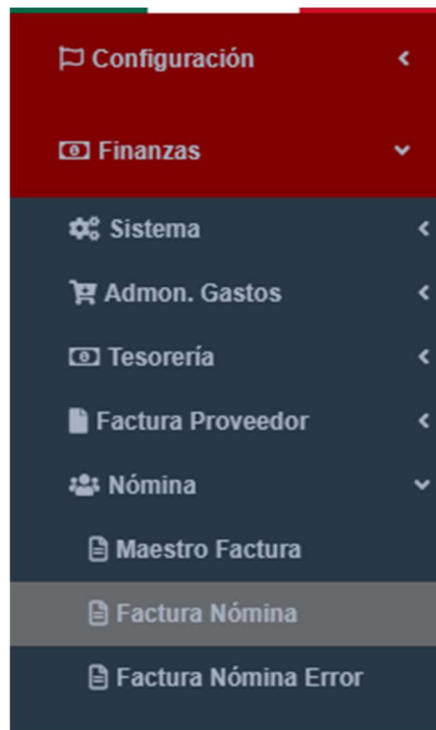 Configuración
Finanzas
Sistema
Admon. Gastos
Tesorería
Factura Proveedor
Nómina
Maestro Factura
Factura Nómina
Factura Nómina Error